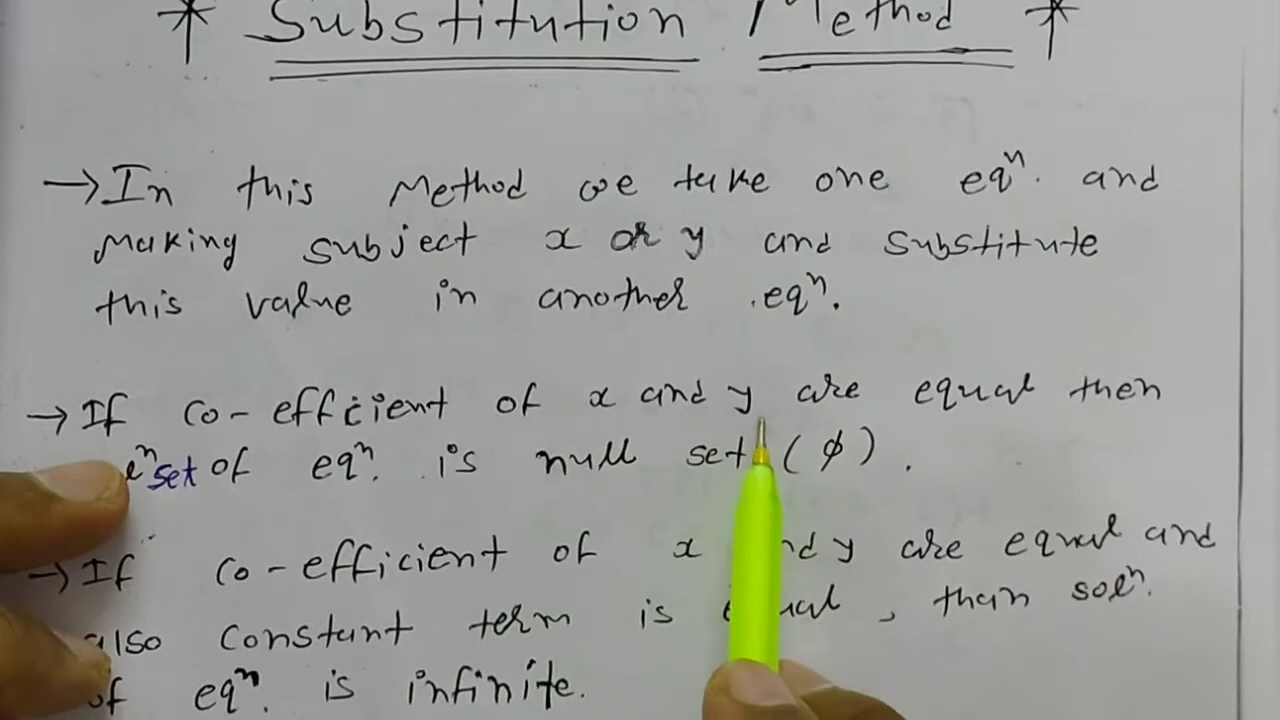 * Substitution Method *
→ In this Method we take one eqⁿ. and
Making subject x or y and substitute
this value in another eqⁿ.
→ If co-efficient of x and y are equal then
set of eqⁿ. is null set (ϕ).
→ If co-efficient of x and y are equal and
also constant term is equal, than solⁿ.
of eqⁿ. is infinite.